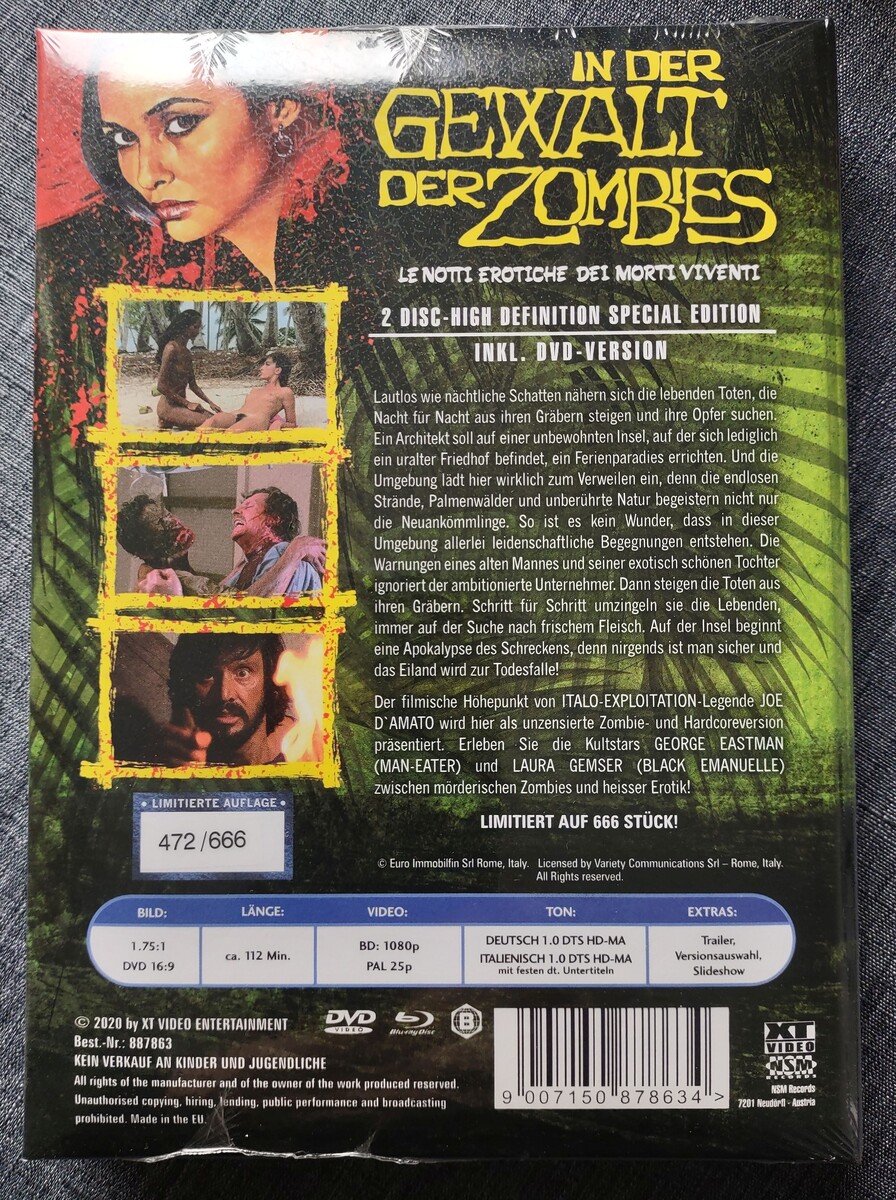 IN DER
GEWALT
DER ZOMBIES
LE NOTTI EROTICHE DEI MORTI VIVENTI
2 DISC-HIGH DEFINITION SPECIAL EDITION
INKL. DVD-VERSION
Lautlos wie nächtliche Schatten nähern sich die lebenden Toten, die
Nacht für Nacht aus ihren Gräbern steigen und ihre Opfer suchen.
Ein Architekt soll auf einer unbewohnten Insel, auf der sich lediglich
ein uralter Friedhof befindet, ein Ferienparadies errichten. Und die
Umgebung lädt hier wirklich zum Verweilen ein, denn die endlosen
Strände, Palmenwälder und unberührte Natur begeistern nicht nur
die Neuankömmlinge. So ist es kein Wunder, dass in dieser
Umgebung allerlei leidenschaftliche Begegnungen entstehen. Die
Warnungen eines alten Mannes und seiner exotisch schönen Tochter
ignoriert der ambitionierte Unternehmer. Dann steigen die Toten aus
ihren Gräbern. Schritt für Schritt umzingeln sie die Lebenden,
immer auf der Suche nach frischem Fleisch. Auf der Insel beginnt
eine Apokalypse des Schreckens, denn nirgends ist man sicher und
das Eiland wird zur Todesfalle!
Der filmische Höhepunkt von ITALO-EXPLOITATION-Legende JOE
D`AMATO wird hier als unzensierte Zombie- und Hardcoreversion
präsentiert. Erleben Sie die Kultstars GEORGE EASTMAN
(MAN-EATER) und LAURA GEMSER (BLACK EMANUELLE)
zwischen mörderischen Zombies und heisser Erotik!
LIMITIERT AUF 666 STÜCK!
• LIMITIERTE AUFLAGE •
472/666
© Euro Immobilfin Srl Rome, Italy. Licensed by Variety Communications Srl – Rome, Italy.
All Rights reserved.
BILD: LÄNGE: VIDEO: TON: EXTRAS:
1.75:1
DVD 16:9
ca. 112 Min.
BD: 1080p
PAL 25p
DEUTSCH 1.0 DTS HD-MA
ITALIENISCH 1.0 DTS HD-MA
mit festen dt. Untertiteln
Trailer,
Versionsauswahl,
Slideshow
© 2020 by XT VIDEO ENTERTAINMENT
Best.-Nr.: 887863
KEIN VERKAUF AN KINDER UND JUGENDLICHE
All rights of the manufacturer and of the owner of the work produced reserved.
Unauthorised copying, hiring, lending, public performance and broadcasting
prohibited. Made in the EU.
DVD
VIDEO
Blu-ray Disc
B
9 007150 878634 >
XT
VIDEO
NSM
RECORDS
NSM Records
7201 Neudörfl - Austria